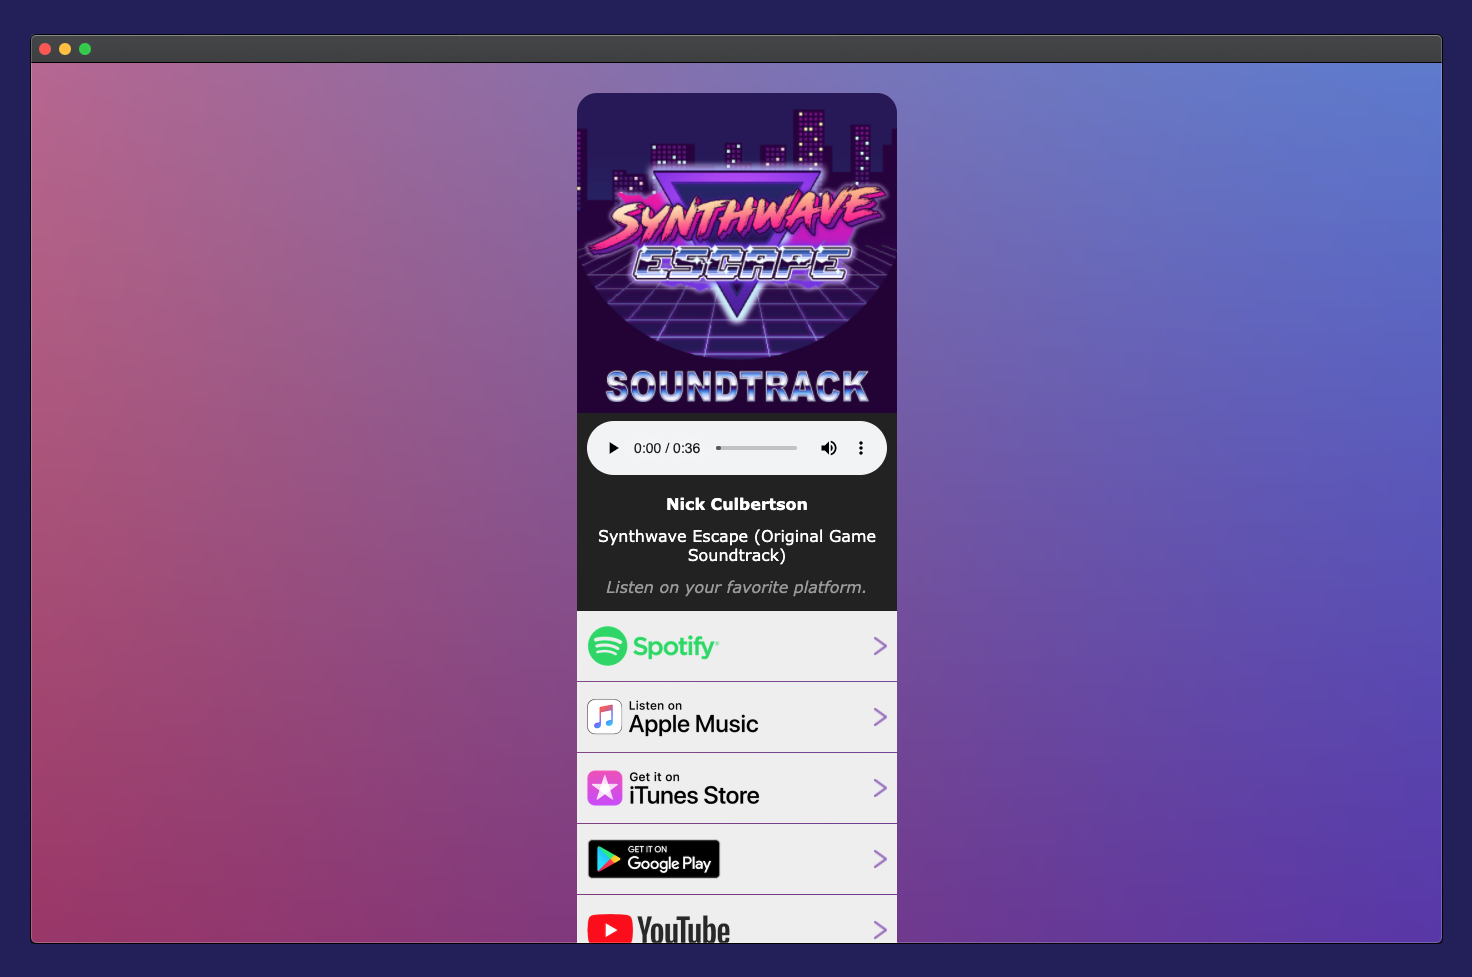 SYNTHWAVE
ESCAPE
SOUNDTRACK
0:00 / 0:36
Nick Culbertson
Synthwave Escape (Original Game
Soundtrack)
Listen on your favorite platform.
Spotify®
Listen on
Apple Music
Get it on
iTunes Store
GET IT ON
Google Play
YouTube